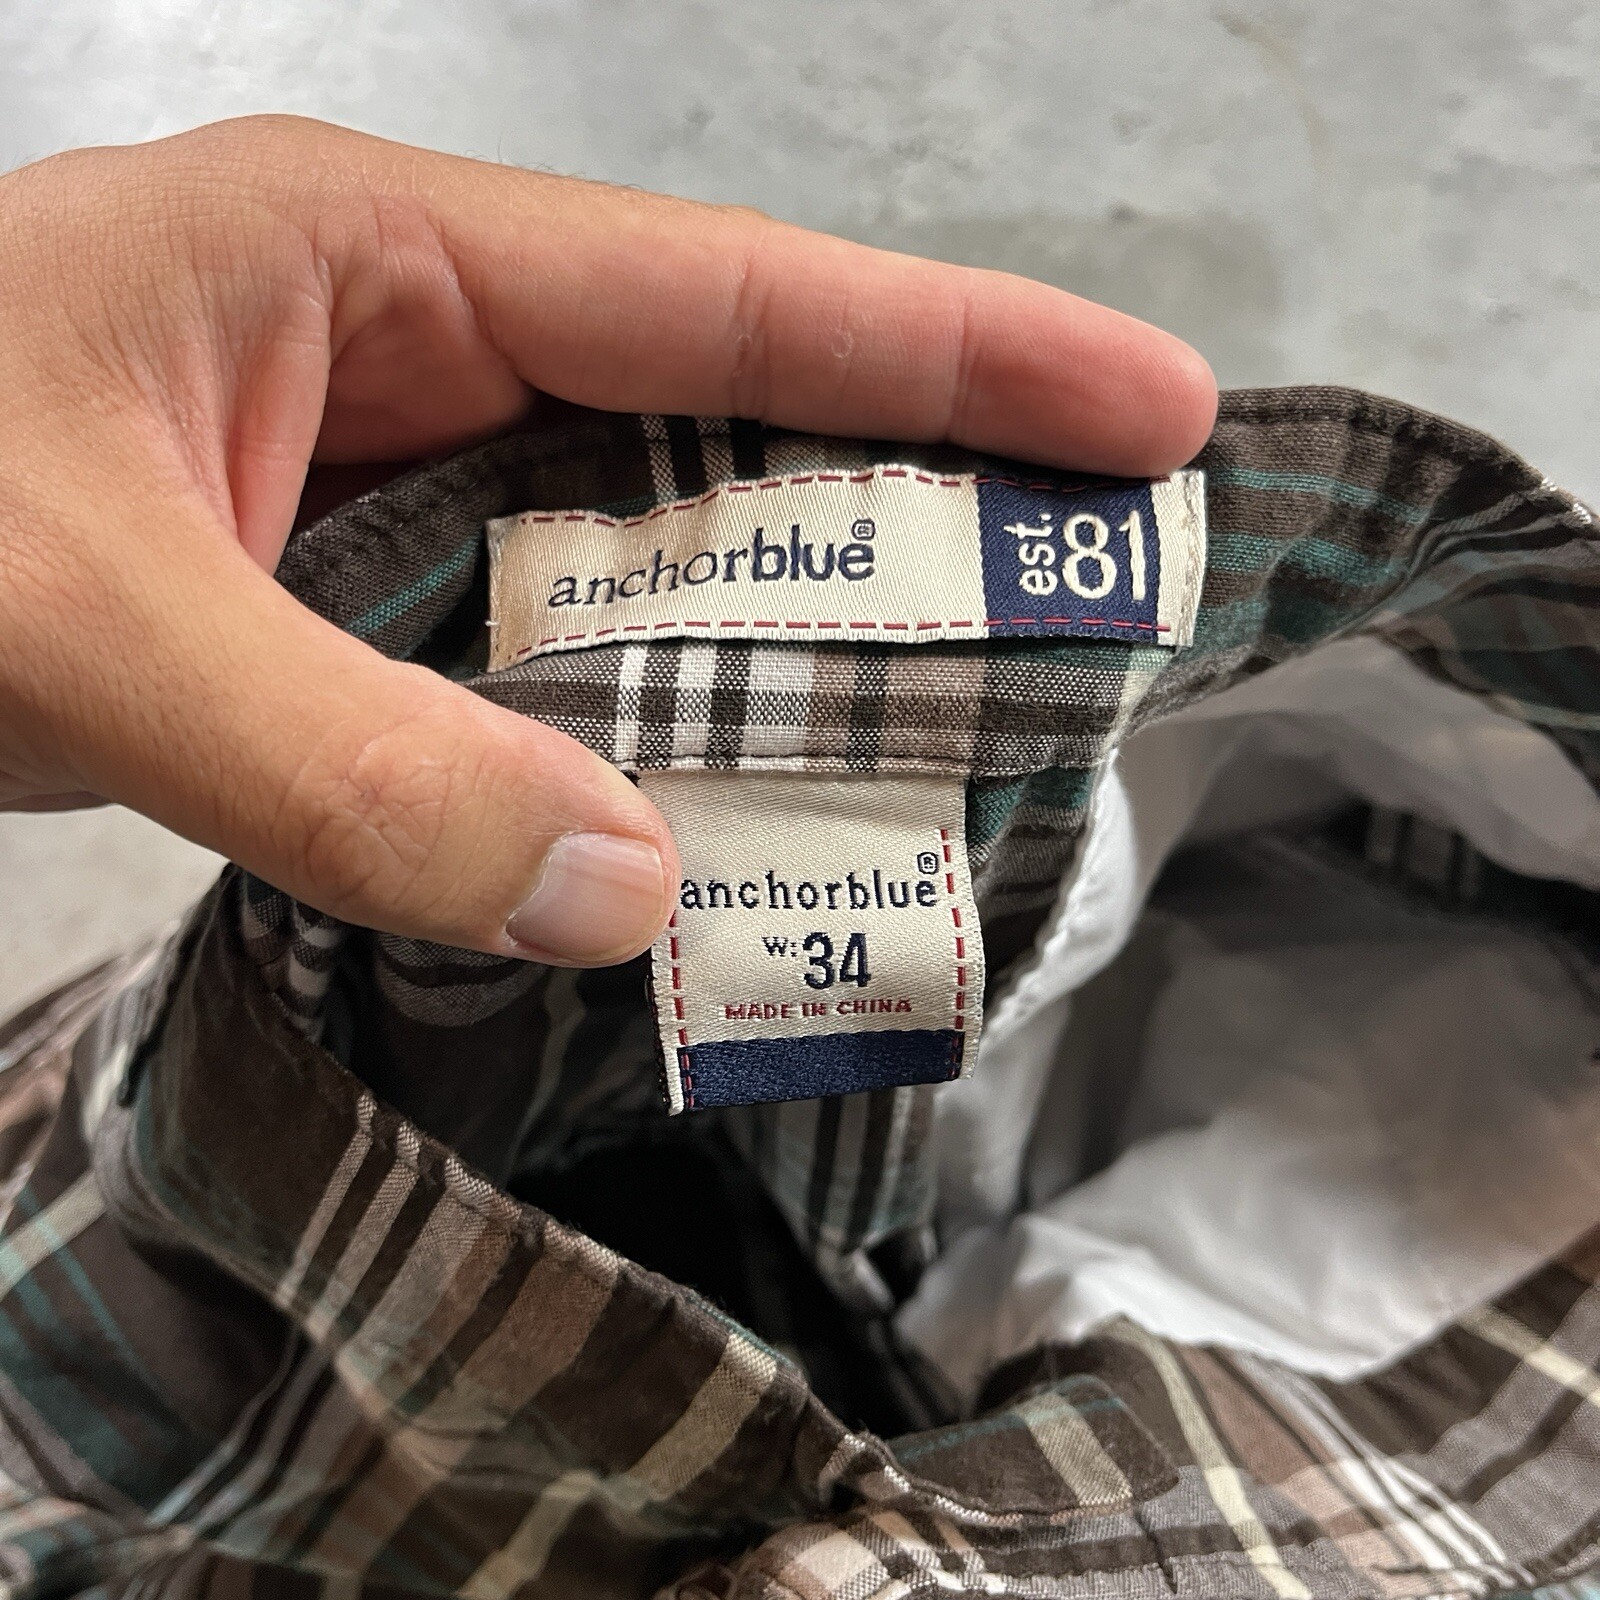 anchorblue®
est. 81
anchorblue®
W: 34
MADE IN CHINA